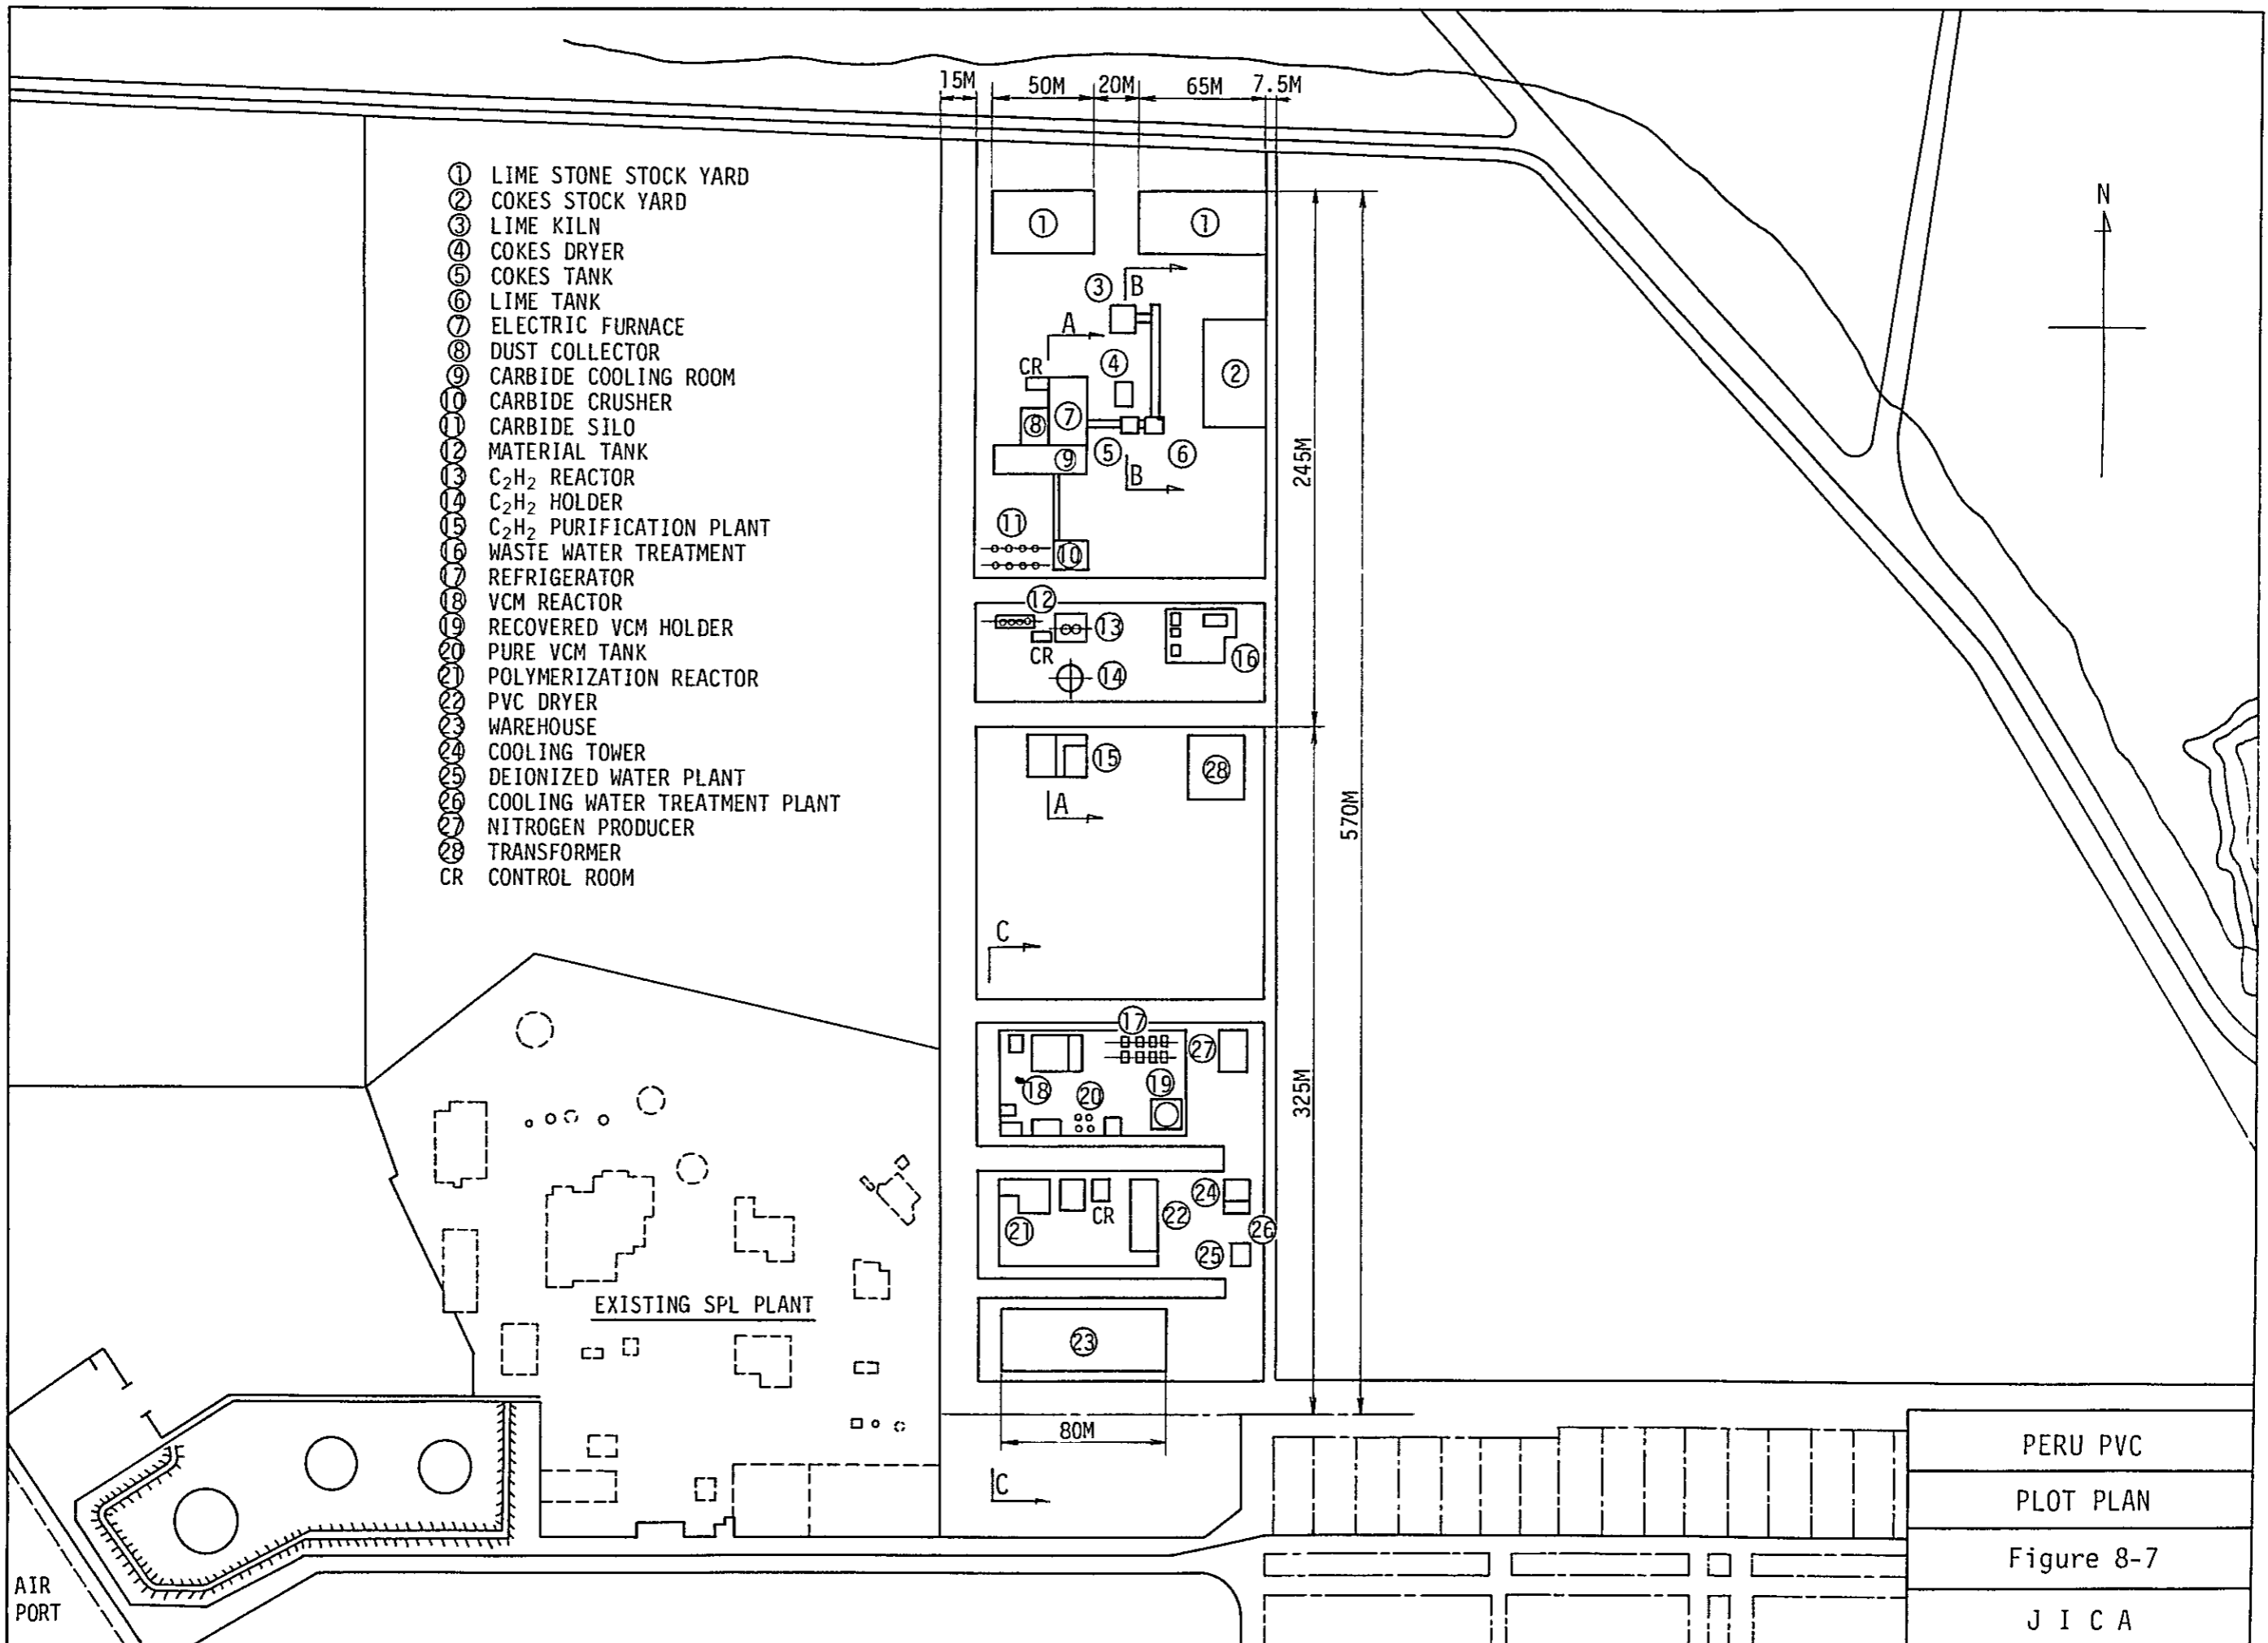 15M 50M 20M 65M 7.5M
① LIME STONE STOCK YARD
② COKES STOCK YARD
③ LIME KILN
④ COKES DRYER
⑤ COKES TANK
⑥ LIME TANK
⑦ ELECTRIC FURNACE
⑧ DUST COLLECTOR
⑨ CARBIDE COOLING ROOM
⑩ CARBIDE CRUSHER
⑪ CARBIDE SILO
⑫ MATERIAL TANK
⑬ C₂H₂ REACTOR
⑭ C₂H₂ HOLDER
⑮ C₂H₂ PURIFICATION PLANT
⑯ WASTE WATER TREATMENT
⑰ REFRIGERATOR
⑱ VCM REACTOR
⑲ RECOVERED VCM HOLDER
⑳ PURE VCM TANK
㉑ POLYMERIZATION REACTOR
㉒ PVC DRYER
㉓ WAREHOUSE
㉔ COOLING TOWER
㉕ DEIONIZED WATER PLANT
㉖ COOLING WATER TREATMENT PLANT
㉗ NITROGEN PRODUCER
㉘ TRANSFORMER
CR CONTROL ROOM
N
① ①
③ B
A
CR ④ ②
⑦
⑧
⑨ ⑤ ⑥
B
245M
⑪
⑩
⑫
⑬
CR ⑯
⑭
⑮ ㉘
A
570M
C
⑰
㉗
⑱ ⑳ ⑲
325M
㉔
㉑ CR ㉒ ㉖
㉕
EXISTING SPL PLANT
㉓
80M
C
AIR
PORT
PERU PVC
PLOT PLAN
Figure 8-7
J I C A